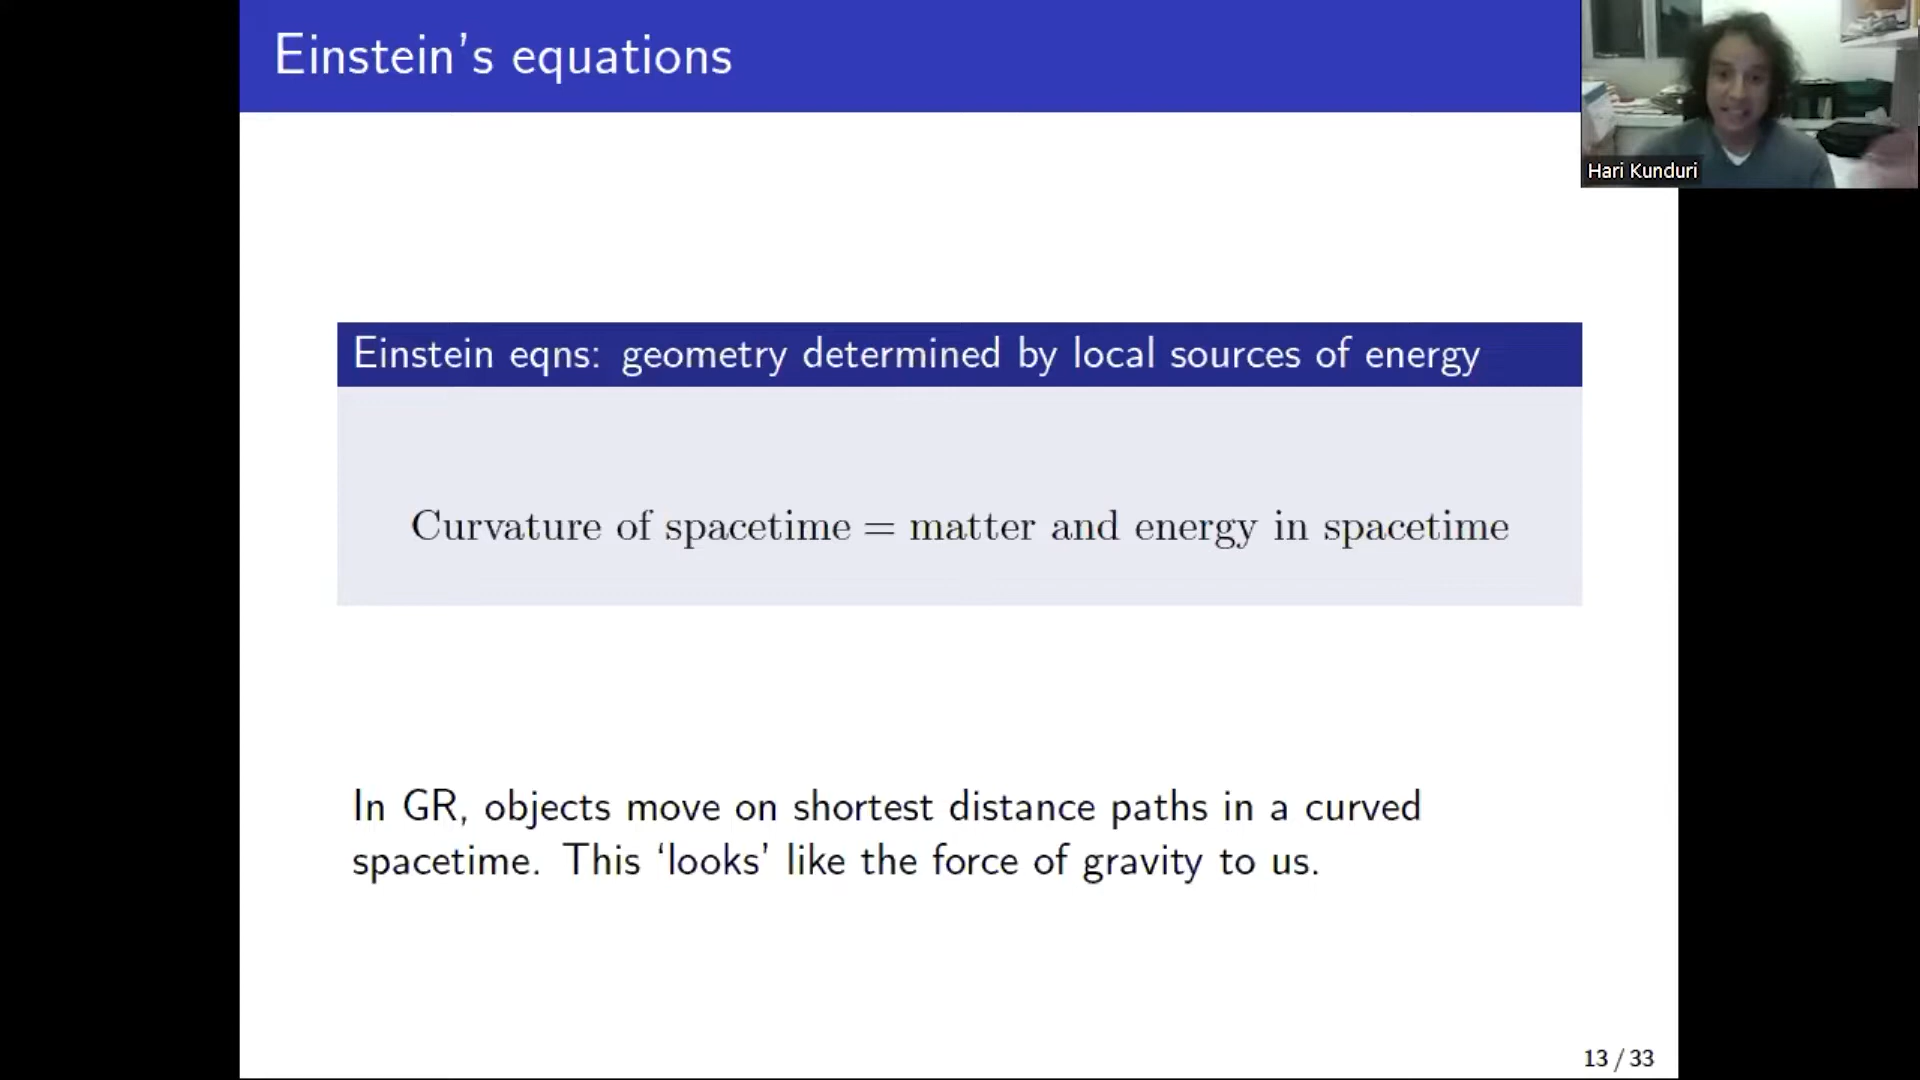 Einstein's equations
Hari Kunduri
Einstein eqns: geometry determined by local sources of energy
Curvature of spacetime = matter and energy in spacetime
In GR, objects move on shortest distance paths in a curved
spacetime. This ‘looks’ like the force of gravity to us.
13 / 33